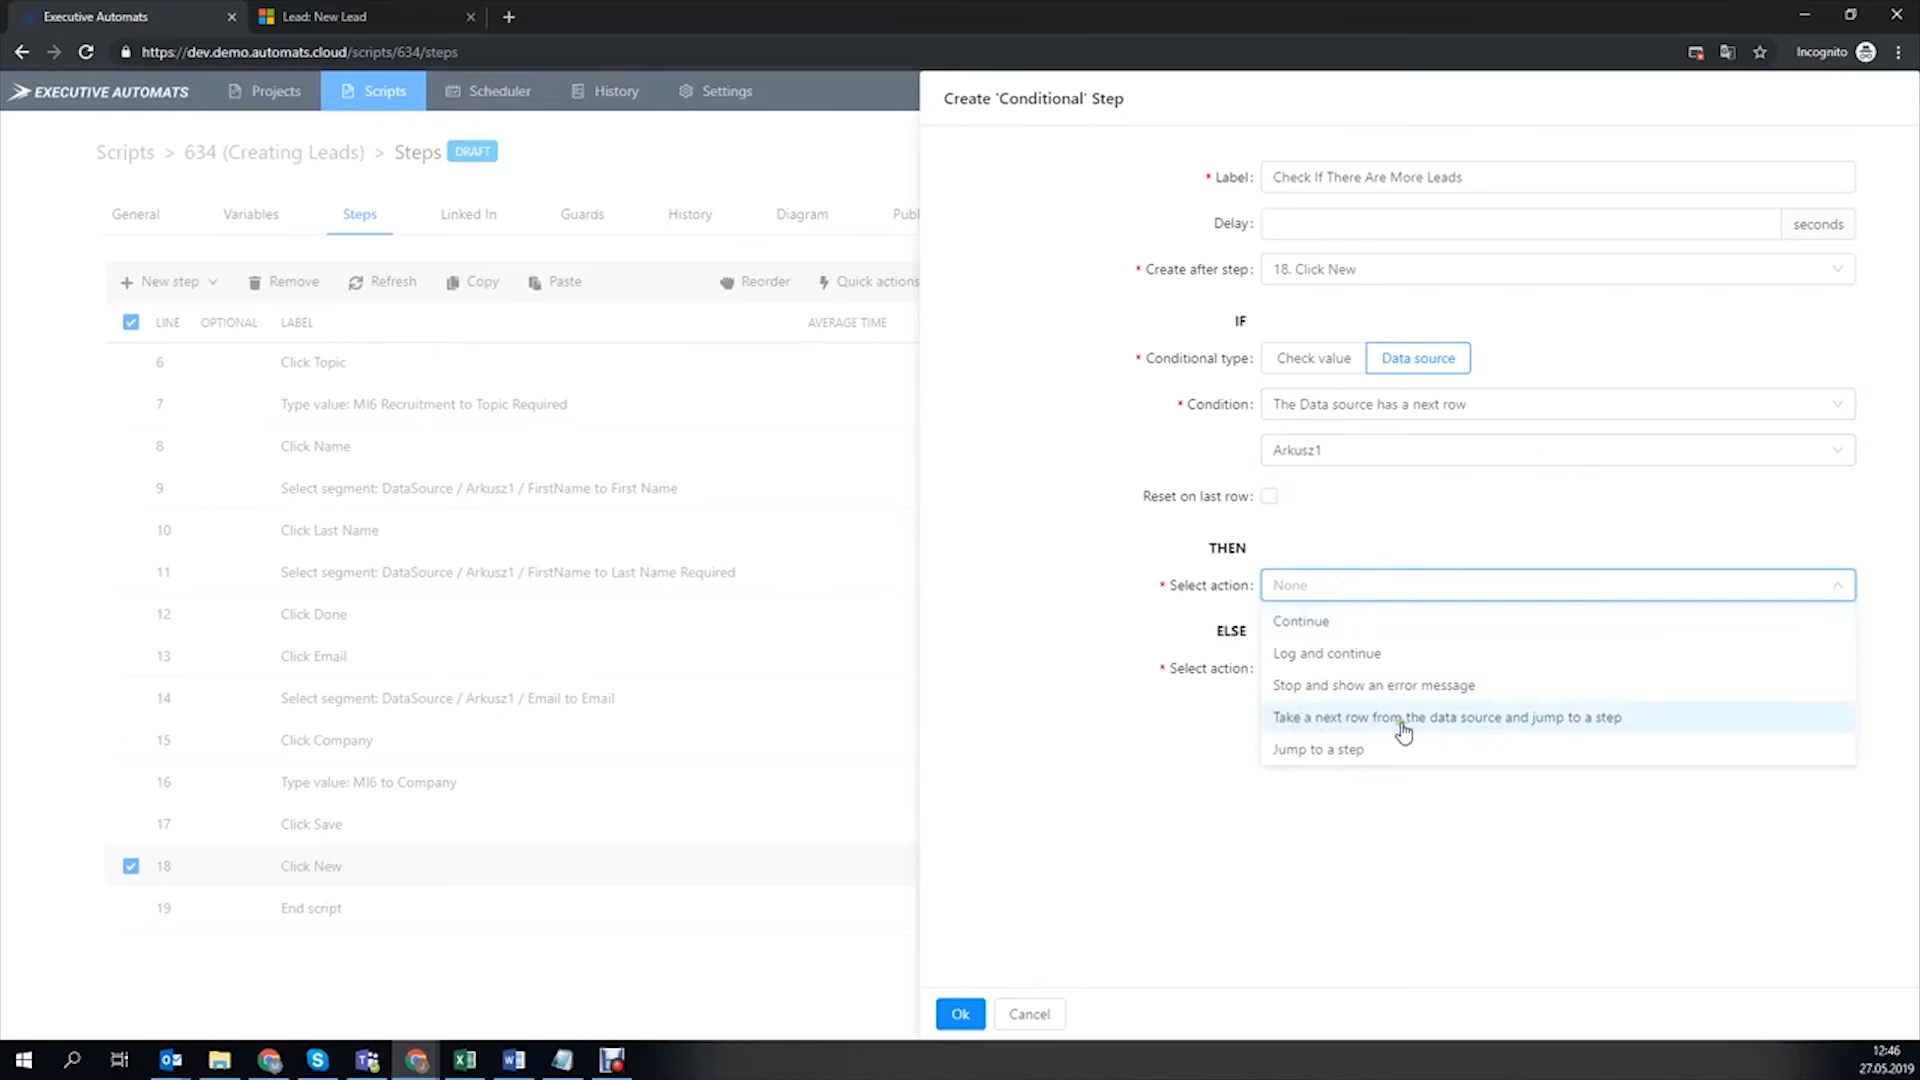 Executive Automats
Lead: New Lead
https://dev.demo.automats.cloud/scripts/634/steps
Incognito
EXECUTIVE AUTOMATS
Projects
Scripts
Scheduler
History
Settings
Scripts > 634 (Creating Leads) > Steps DRAFT
General
Variables
Steps
Linked In
Guards
History
Diagram
Publ
New step
Remove
Refresh
Copy
Paste
Reorder
Quick actions
LINE OPTIONAL LABEL AVERAGE TIME
6 Click Topic
7 Type value: MI6 Recruitment to Topic Required
8 Click Name
9 Select segment: DataSource / Arkusz1 / FirstName to First Name
10 Click Last Name
11 Select segment: DataSource / Arkusz1 / FirstName to Last Name Required
12 Click Done
13 Click Email
14 Select segment: DataSource / Arkusz1 / Email to Email
15 Click Company
16 Type value: MI6 to Company
17 Click Save
18 Click New
19 End script
Create 'Conditional' Step
* Label: Check If There Are More Leads
Delay: seconds
* Create after step: 18. Click New
IF
* Conditional type: Check value Data source
* Condition: The Data source has a next row
Arkusz1
Reset on last row:
THEN
* Select action: None
Continue
ELSE
Log and continue
* Select action:
Stop and show an error message
Take a next row from the data source and jump to a step
Jump to a step
Ok Cancel
12:46
27.05.2019